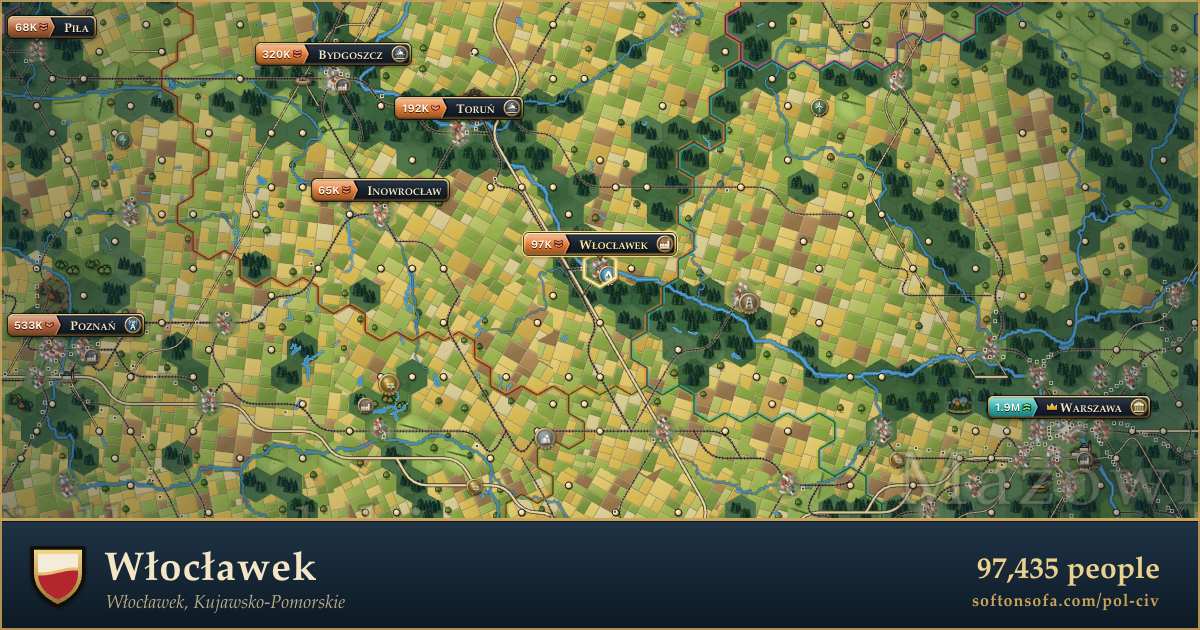 68K Piła
320K Bydgoszcz
192K Toruń
65K Inowrocław
97K Włocławek
533K Poznań
1.9M Warszawa
Mazowi
Włocławek
97,435 people
Włocławek, Kujawsko-Pomorskie
softonsofa.com/pol-civ